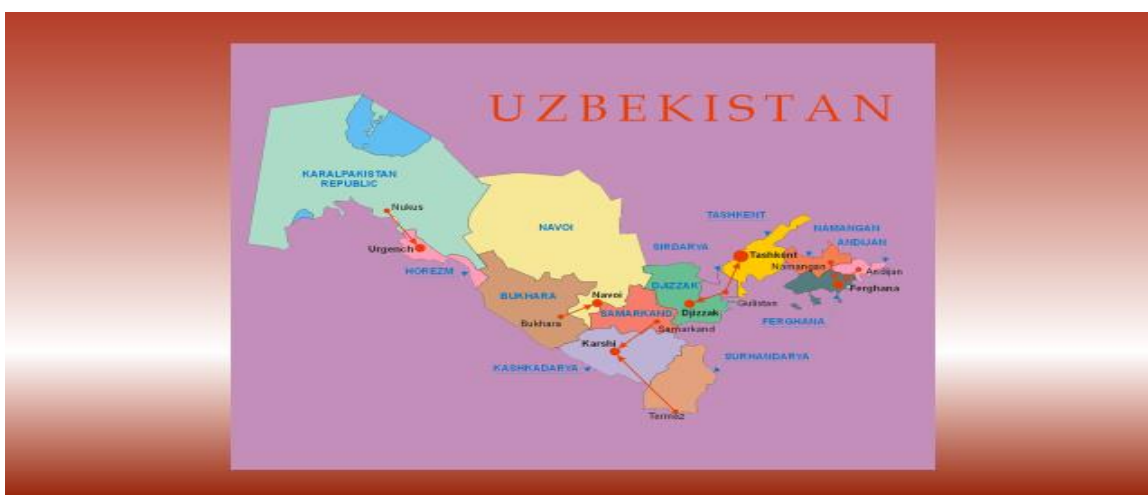 UZBEKISTAN
KARALPAKISTAN
REPUBLIC
Nukus
Urgench
HOREZM
NAVOI
TASHKENT
NAMANGAN
ANDIJAN
SIRDARYA
Tashkent
Namangan
Andijan
Ferghana
DJIZZAK
BUKHARA
Navoi
Gulistan
SAMARKAND
Djizzak
FERGHANA
Bukhara
Samarkand
Karshi
KASHKADARYA
SURHANDARYA
Termez